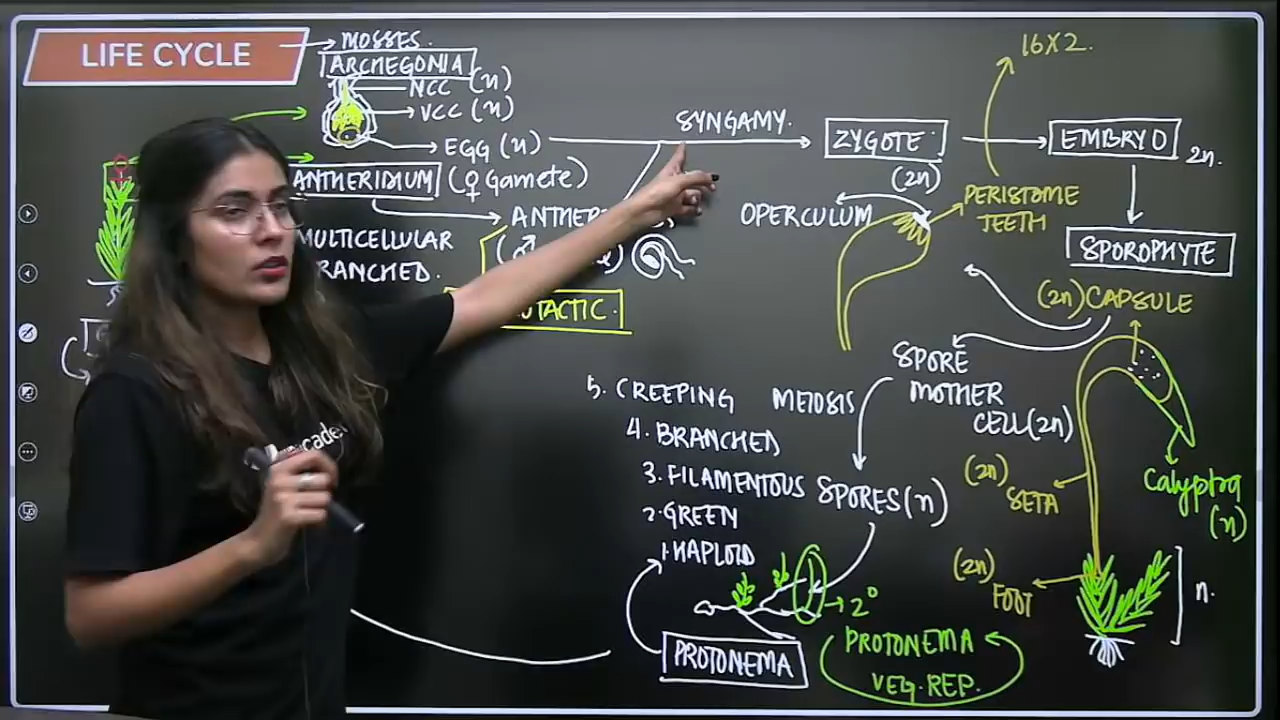 LIFE CYCLE
MOSSES.
ARCHEGONIA
NCC (n)
VCC (n)
EGG (n)
ANTHERIDIUM (♀ Gamete)
MULTICELLULAR
BRANCHED.
SYNGAMY.
ZYGOTE
(2n)
16X2.
EMBRYO
2n.
SPOROPHYTE
OPERCULUM
PERISTOME
TEETH
(2n) CAPSULE
SPORE
MOTHER
CELL (2n)
MEIOSIS
SPORES (n)
(2n)
SETA
Calyptra
(n)
(2n)
FOOT
n.
5. CREEPING
4. BRANCHED
3. FILAMENTOUS
2. GREEN
1. HAPLOID
2°
PROTONEMA
PROTONEMA
VEG. REP.